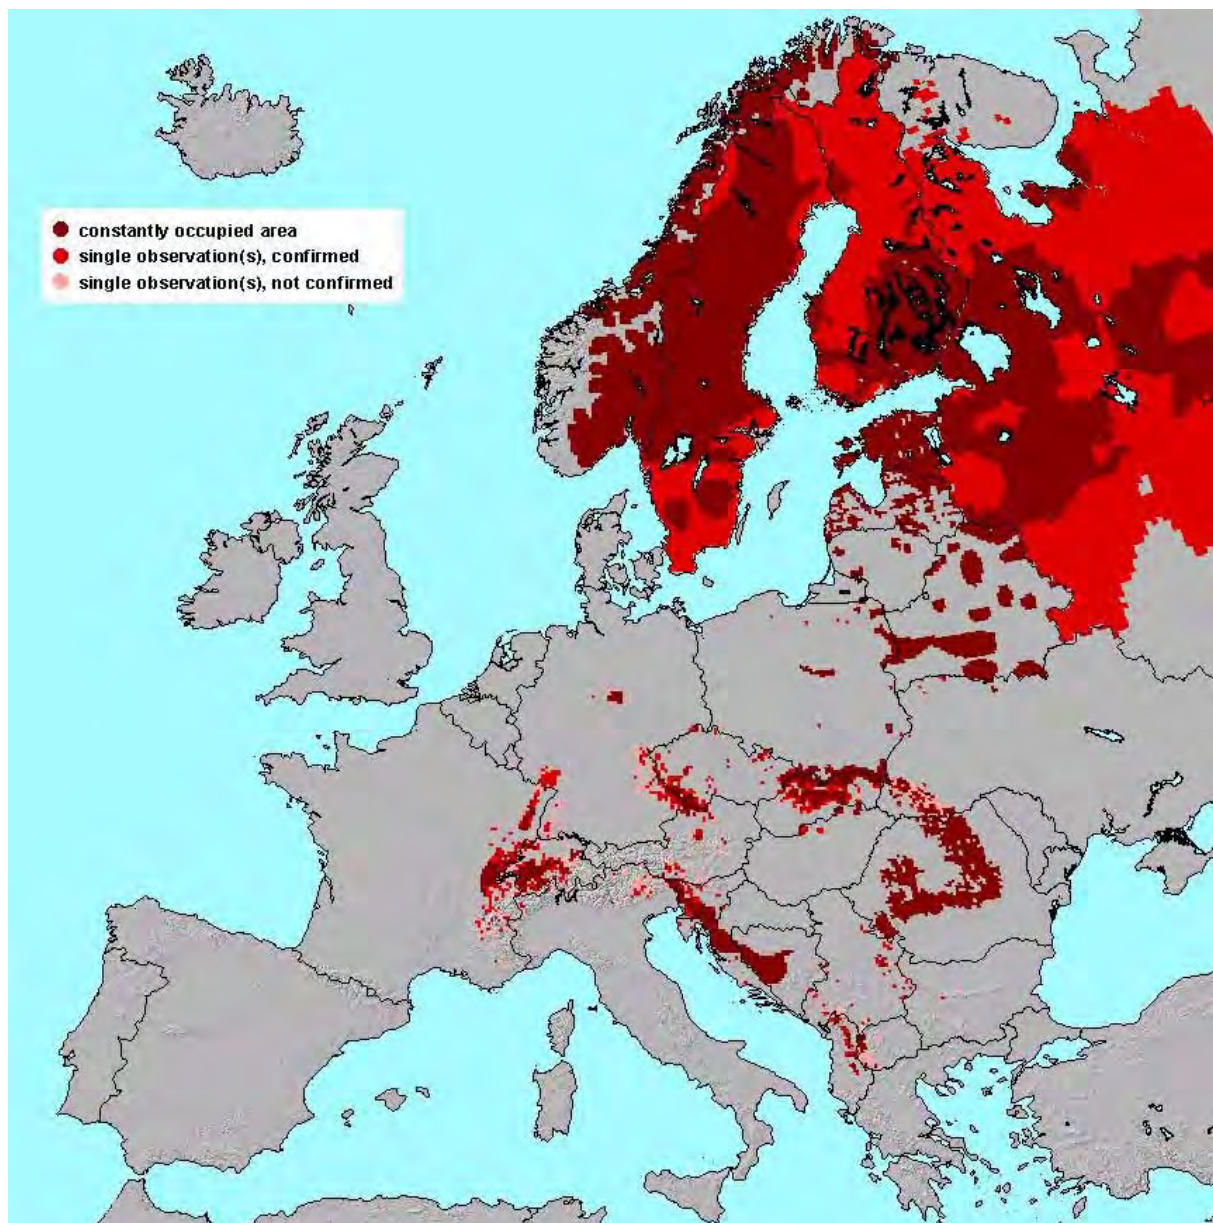 constantly occupied area
single observation(s), confirmed
single observation(s), not confirmed